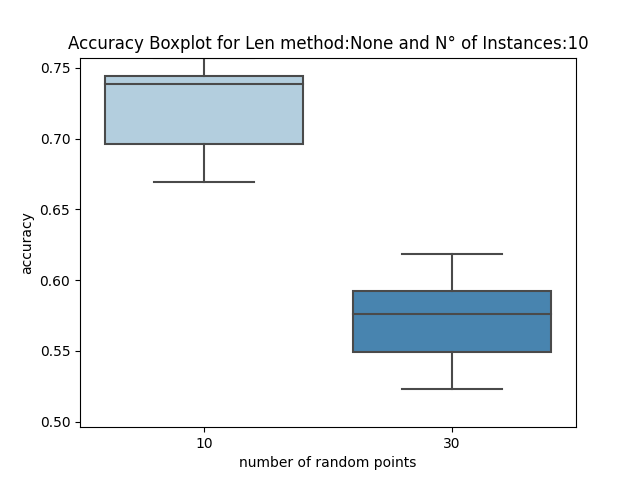 Accuracy Boxplot for Len method:None and N° of Instances:10
0.75
0.70
0.65
0.60
0.55
0.50
accuracy
10 30
number of random points